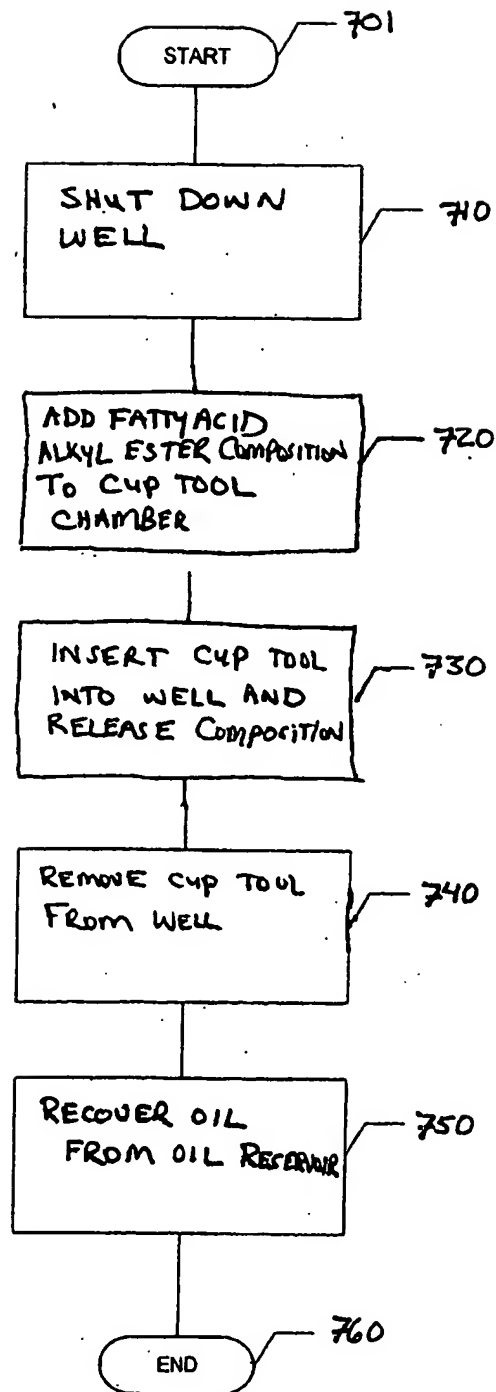 701
START
SHUT DOWN
WELL
710
ADD FATTY ACID
ALKYL ESTER COMPOSITION
TO CUP TOOL
CHAMBER
720
INSERT CUP TOOL
INTO WELL AND
RELEASE COMPOSITION
730
REMOVE CUP TOOL
FROM WELL
740
RECOVER OIL
FROM OIL RESERVOIR
750
760
END